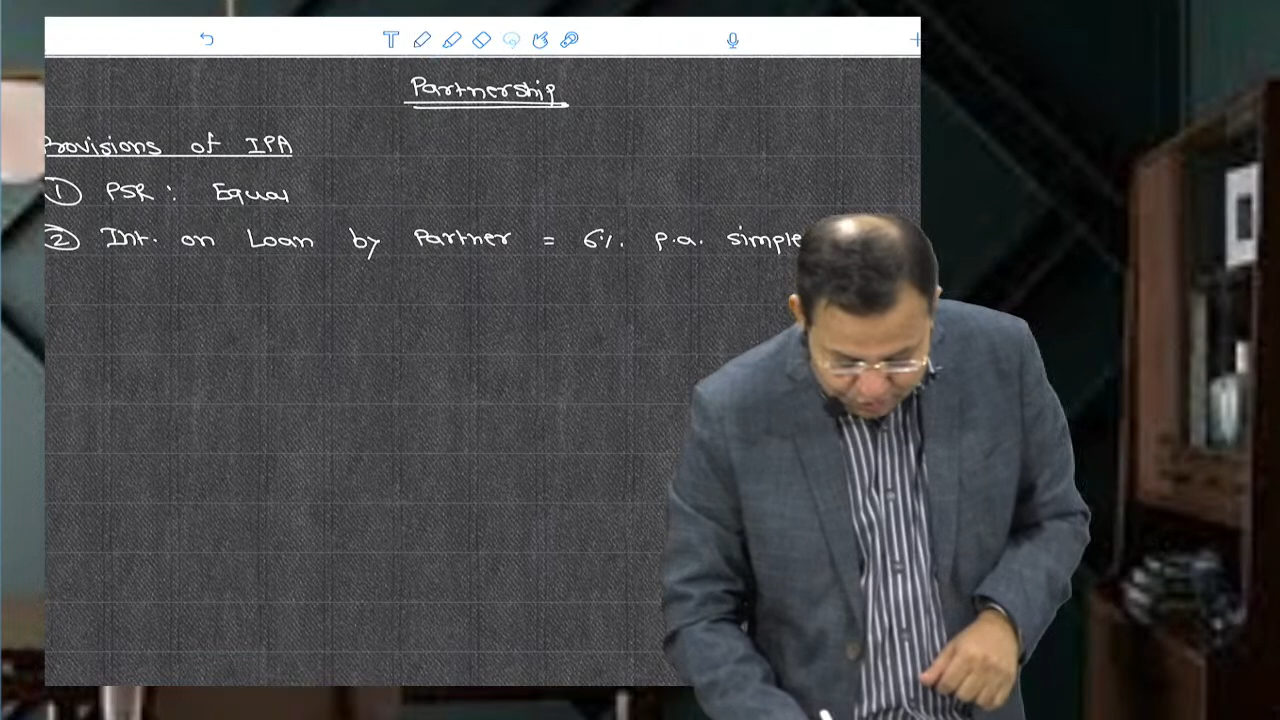 Partnership
Provisions of IPA
① PSR : Equal
② Int. on Loan by Partner = 6%. p.a. simple